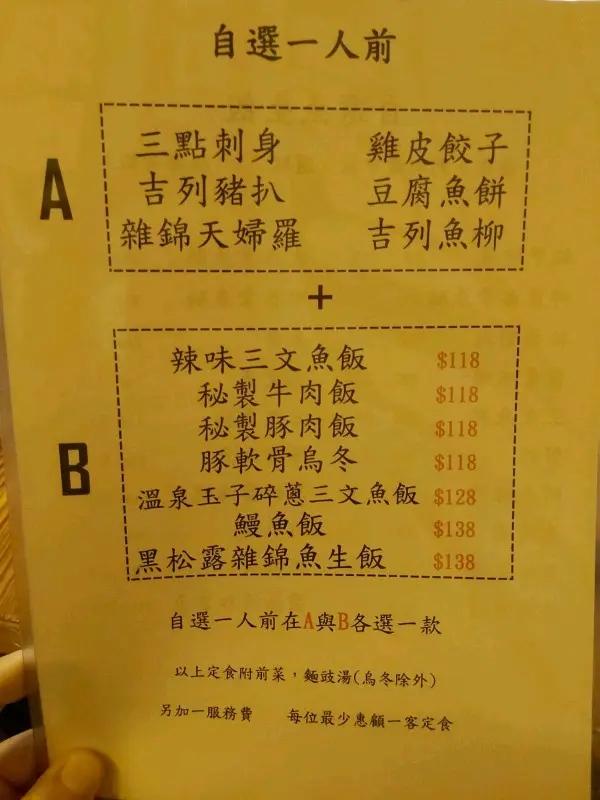 自選一人前
A
三點刺身 雞皮餃子
吉列豬扒 豆腐魚餅
雜錦天婦羅 吉列魚柳
+
B
辣味三文魚飯 $118
秘製牛肉飯 $118
秘製豚肉飯 $118
豚軟骨烏冬 $118
溫泉玉子碎蔥三文魚飯 $128
鰻魚飯 $138
黑松露雜錦魚生飯 $138
自選一人前在A與B各選一款
以上定食附前菜，麵豉湯(烏冬除外)
另加一服務費 每位最少惠顧一客定食